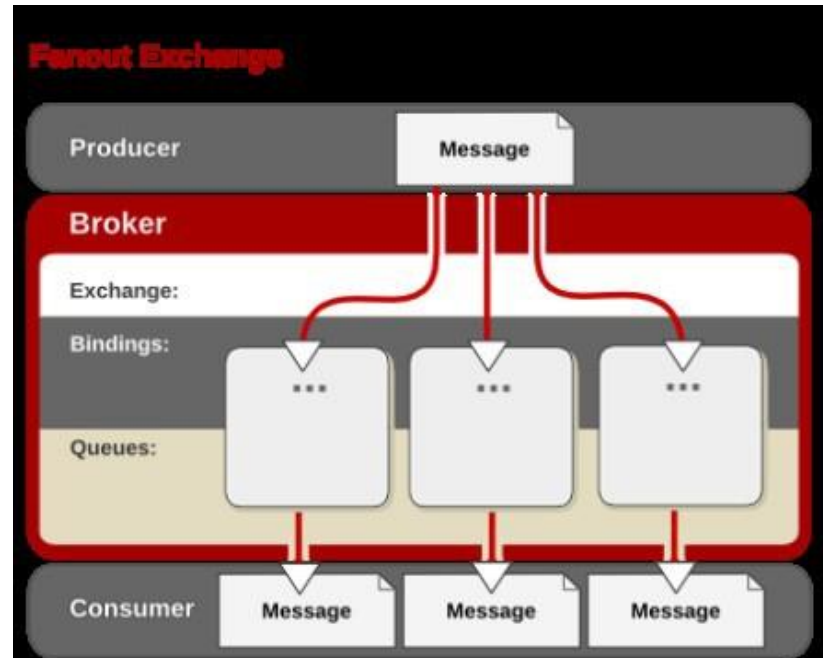 Fanout Exchange
Producer
Message
Broker
Exchange:
Bindings:
...
...
...
Queues:
Consumer
Message
Message
Message